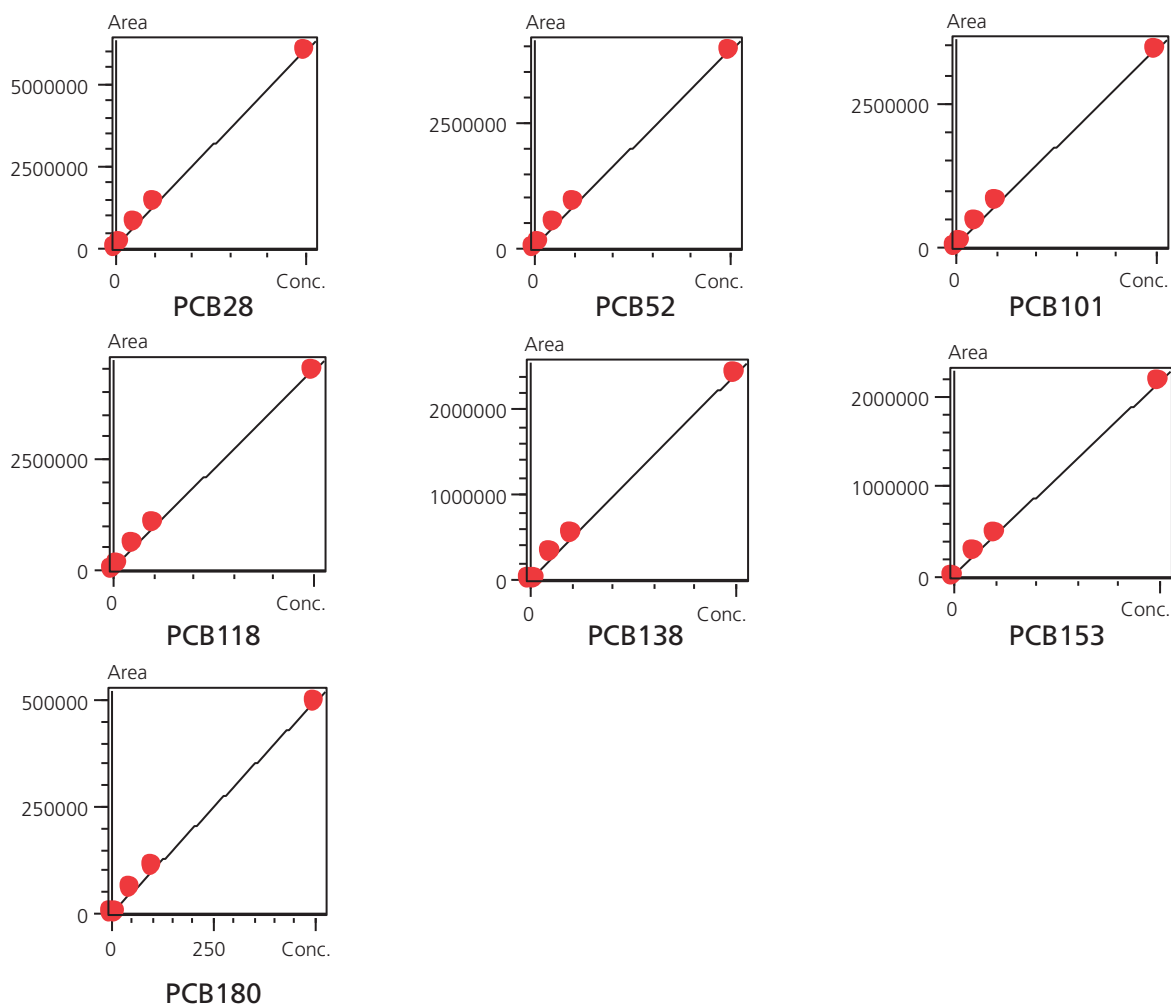 Area
5000000
2500000
0
0 Conc.
PCB28
Area
2500000
0
0 Conc.
PCB52
Area
2500000
0
0 Conc.
PCB101
Area
2500000
0
0 Conc.
PCB118
Area
2000000
1000000
0
0 Conc.
PCB138
Area
2000000
1000000
0
0 Conc.
PCB153
Area
500000
250000
0
0 250 Conc.
PCB180